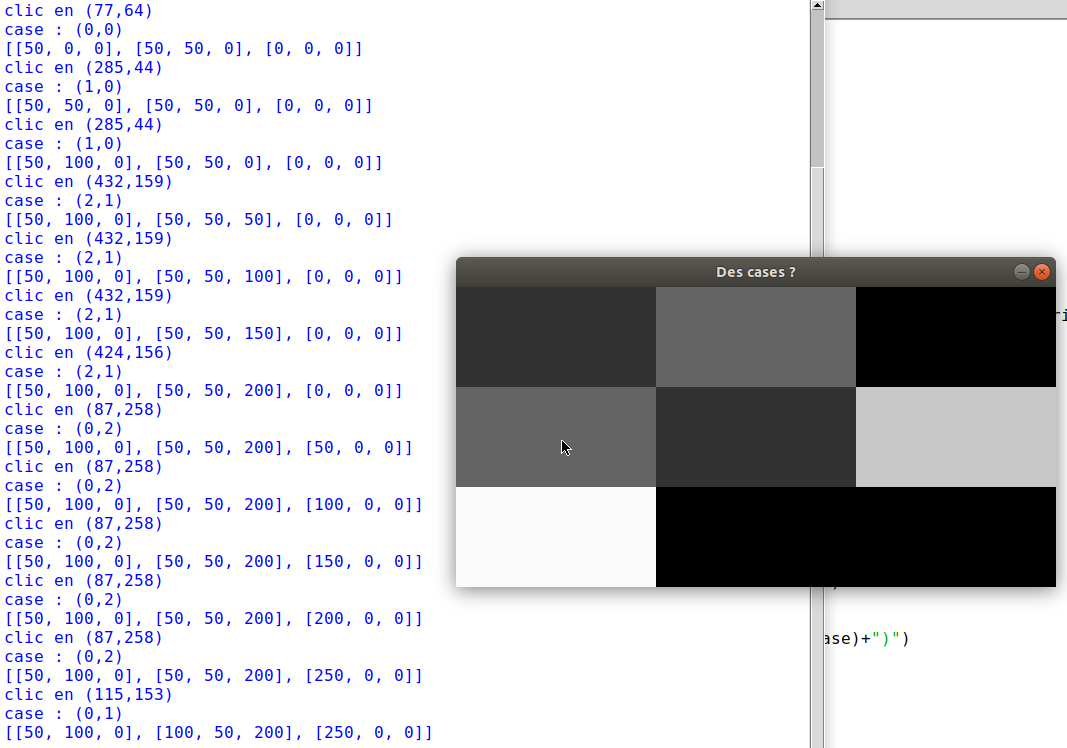 clic en (77,64)
case : (0,0)
[[50, 0, 0], [50, 50, 0], [0, 0, 0]]
clic en (285,44)
case : (1,0)
[[50, 50, 0], [50, 50, 0], [0, 0, 0]]
clic en (285,44)
case : (1,0)
[[50, 100, 0], [50, 50, 0], [0, 0, 0]]
clic en (432,159)
case : (2,1)
[[50, 100, 0], [50, 50, 50], [0, 0, 0]]
clic en (432,159)
case : (2,1)
[[50, 100, 0], [50, 50, 100], [0, 0, 0]]
clic en (432,159)
case : (2,1)
[[50, 100, 0], [50, 50, 150], [0, 0, 0]]
clic en (424,156)
case : (2,1)
[[50, 100, 0], [50, 50, 200], [0, 0, 0]]
clic en (87,258)
case : (0,2)
[[50, 100, 0], [50, 50, 200], [50, 0, 0]]
clic en (87,258)
case : (0,2)
[[50, 100, 0], [50, 50, 200], [100, 0, 0]]
clic en (87,258)
case : (0,2)
[[50, 100, 0], [50, 50, 200], [150, 0, 0]]
clic en (87,258)
case : (0,2)
[[50, 100, 0], [50, 50, 200], [200, 0, 0]]
clic en (87,258)
case : (0,2)
[[50, 100, 0], [50, 50, 200], [250, 0, 0]]
clic en (115,153)
case : (0,1)
[[50, 100, 0], [100, 50, 200], [250, 0, 0]]
Des cases ?
ri
ase)+")")